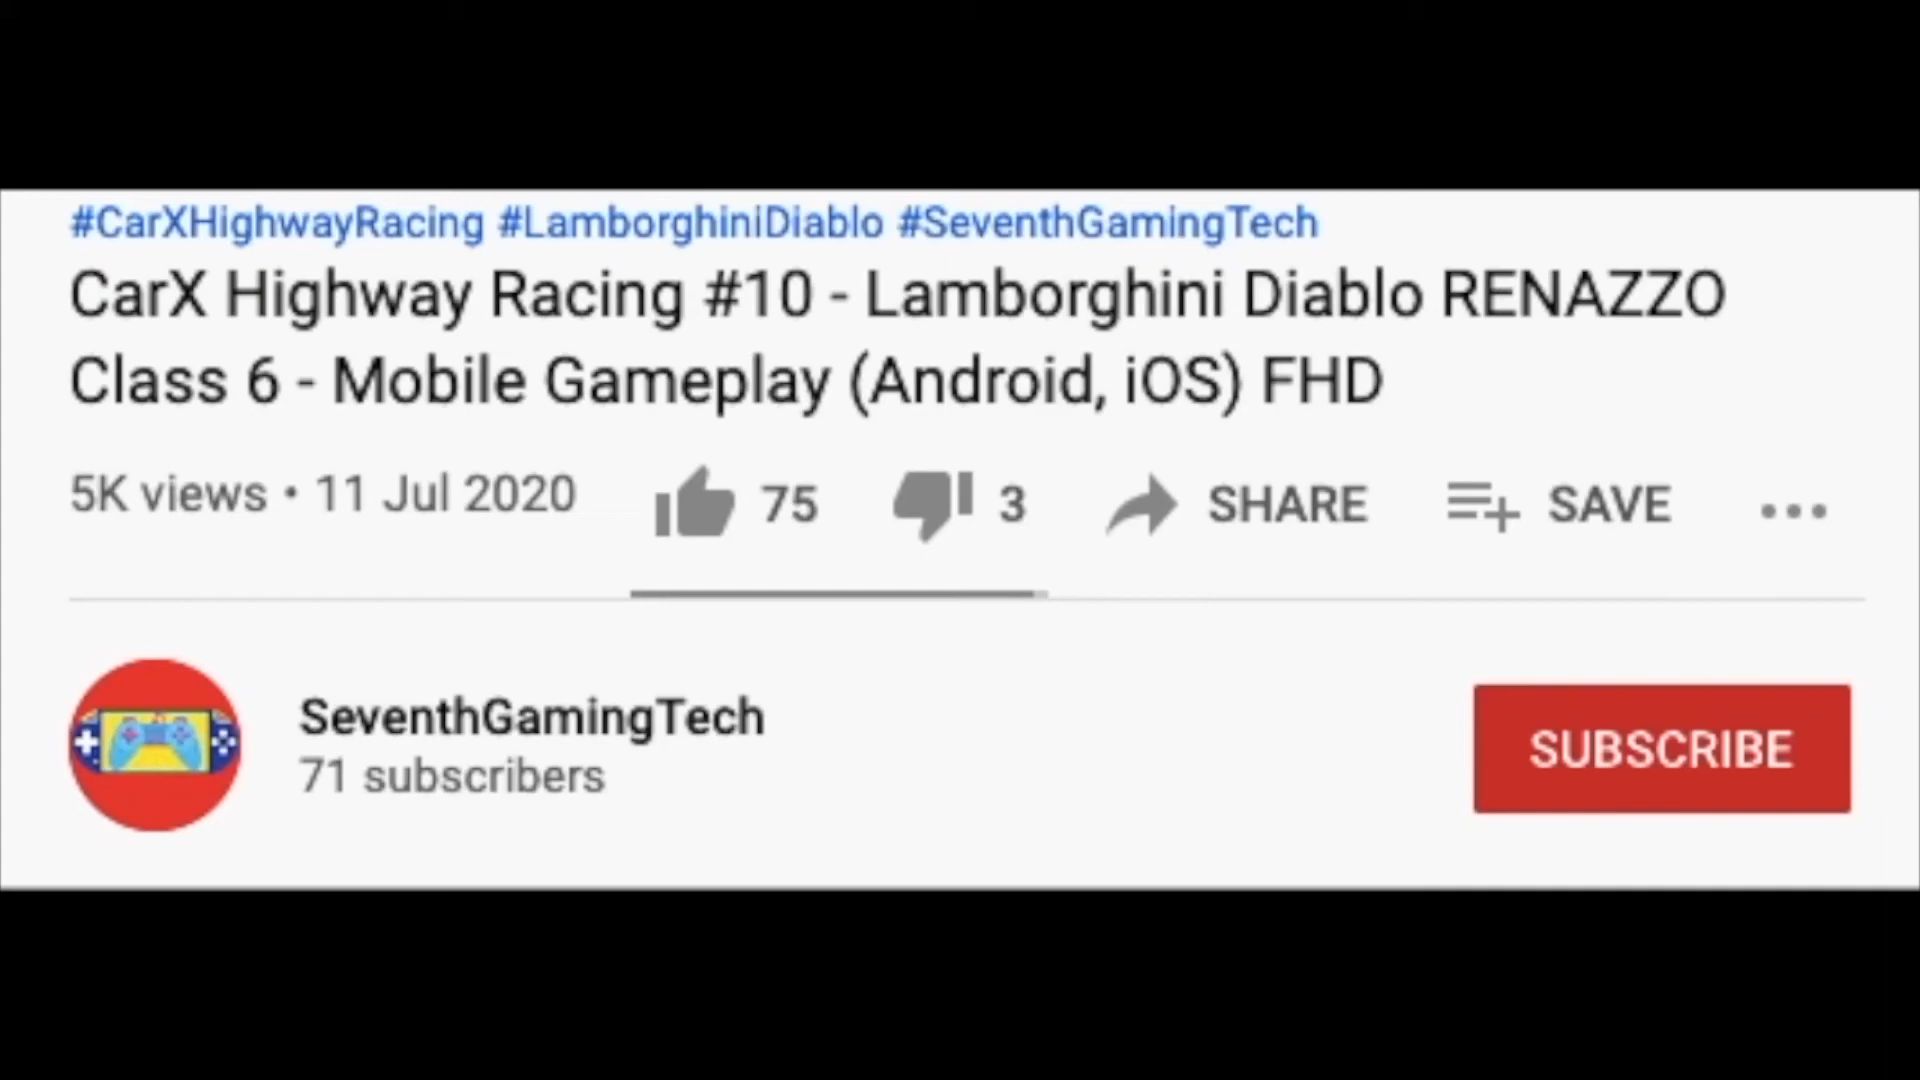 #CarXHighwayRacing #LamborghiniDiablo #SeventhGamingTech
CarX Highway Racing #10 - Lamborghini Diablo RENAZZO
Class 6 - Mobile Gameplay (Android, iOS) FHD
5K views • 11 Jul 2020 75 3 SHARE SAVE
SeventhGamingTech
71 subscribers
SUBSCRIBE